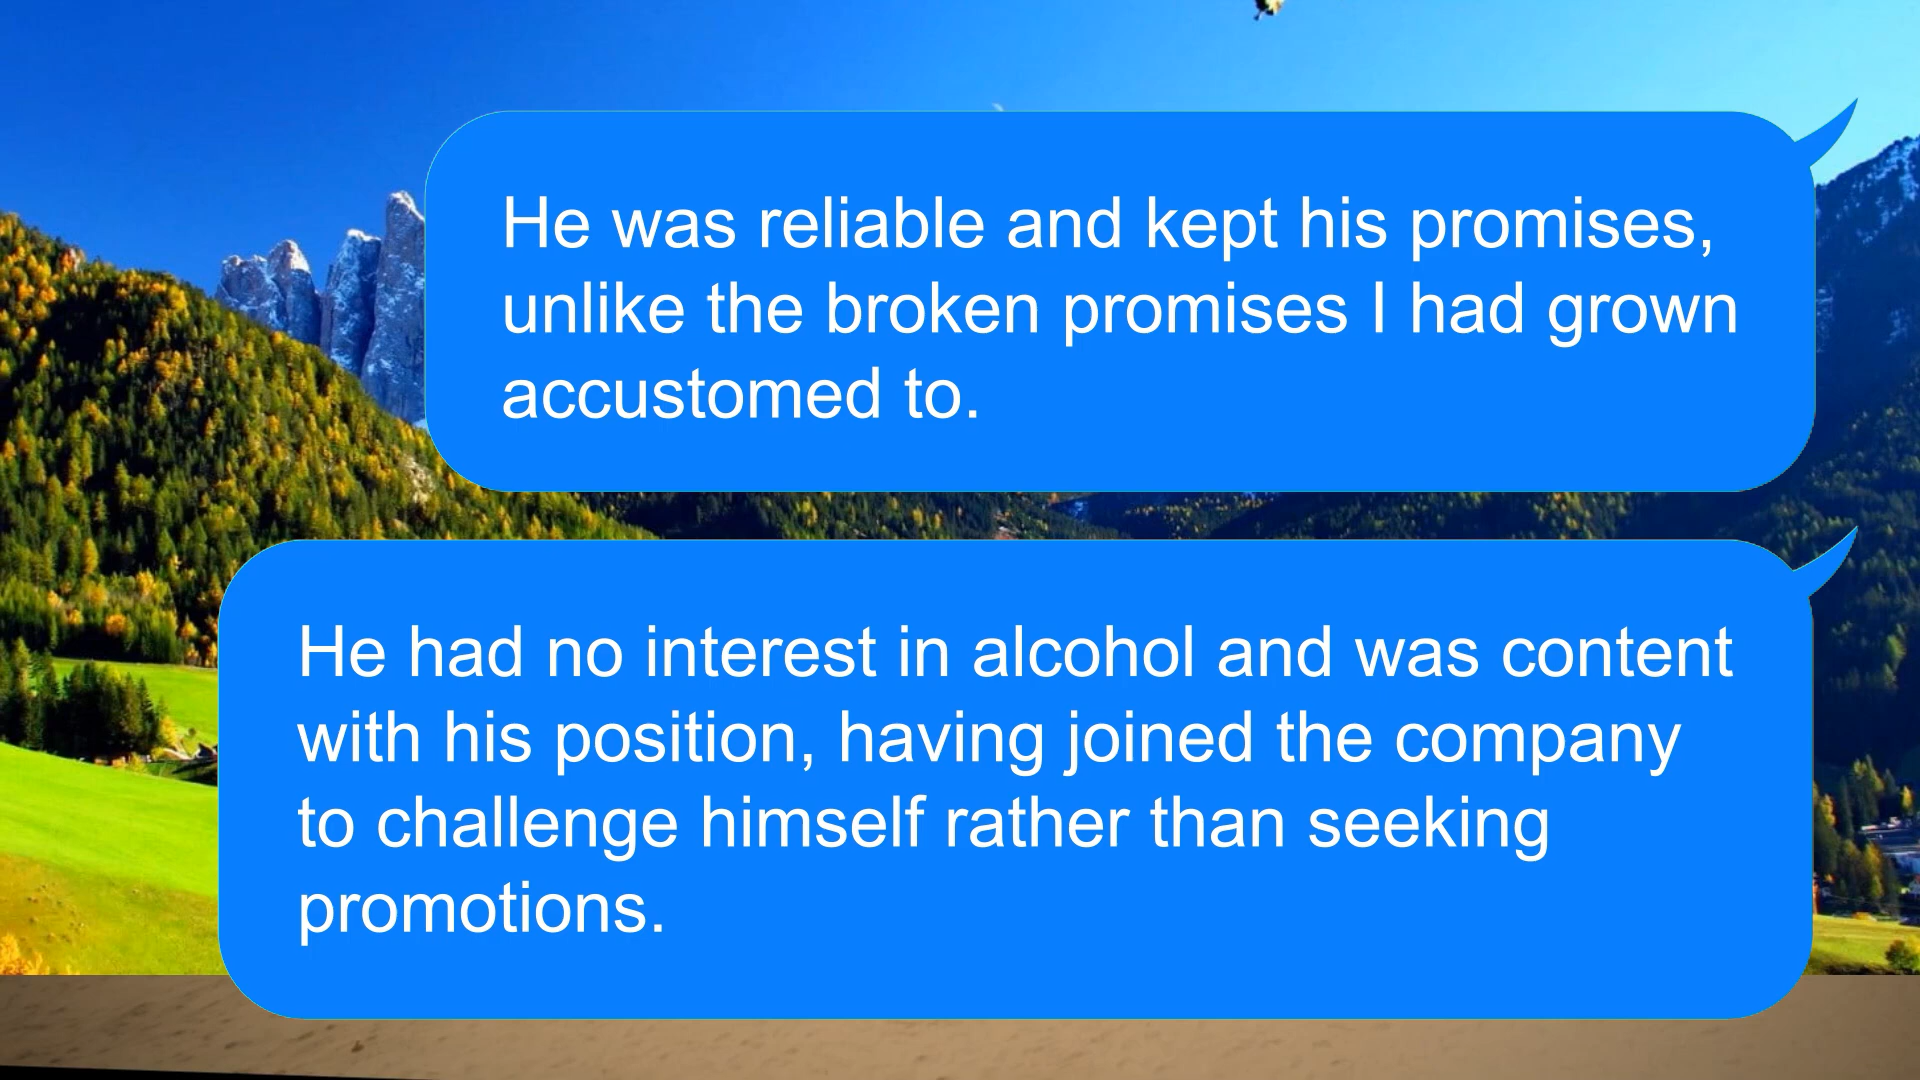 He was reliable and kept his promises,
unlike the broken promises I had grown
accustomed to.
He had no interest in alcohol and was content
with his position, having joined the company
to challenge himself rather than seeking
promotions.